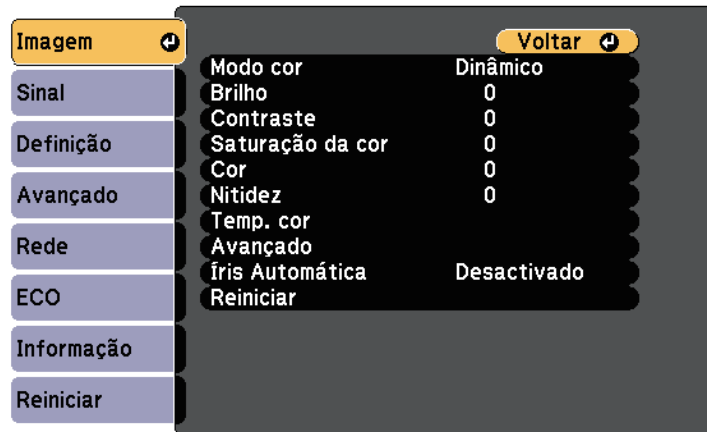 Imagem
Sinal
Definição
Avançado
Rede
ECO
Informação
Reiniciar
Voltar
Modo cor Dinâmico
Brilho 0
Contraste 0
Saturação da cor 0
Cor 0
Nitidez 0
Temp. cor
Avançado
Íris Automática Desactivado
Reiniciar